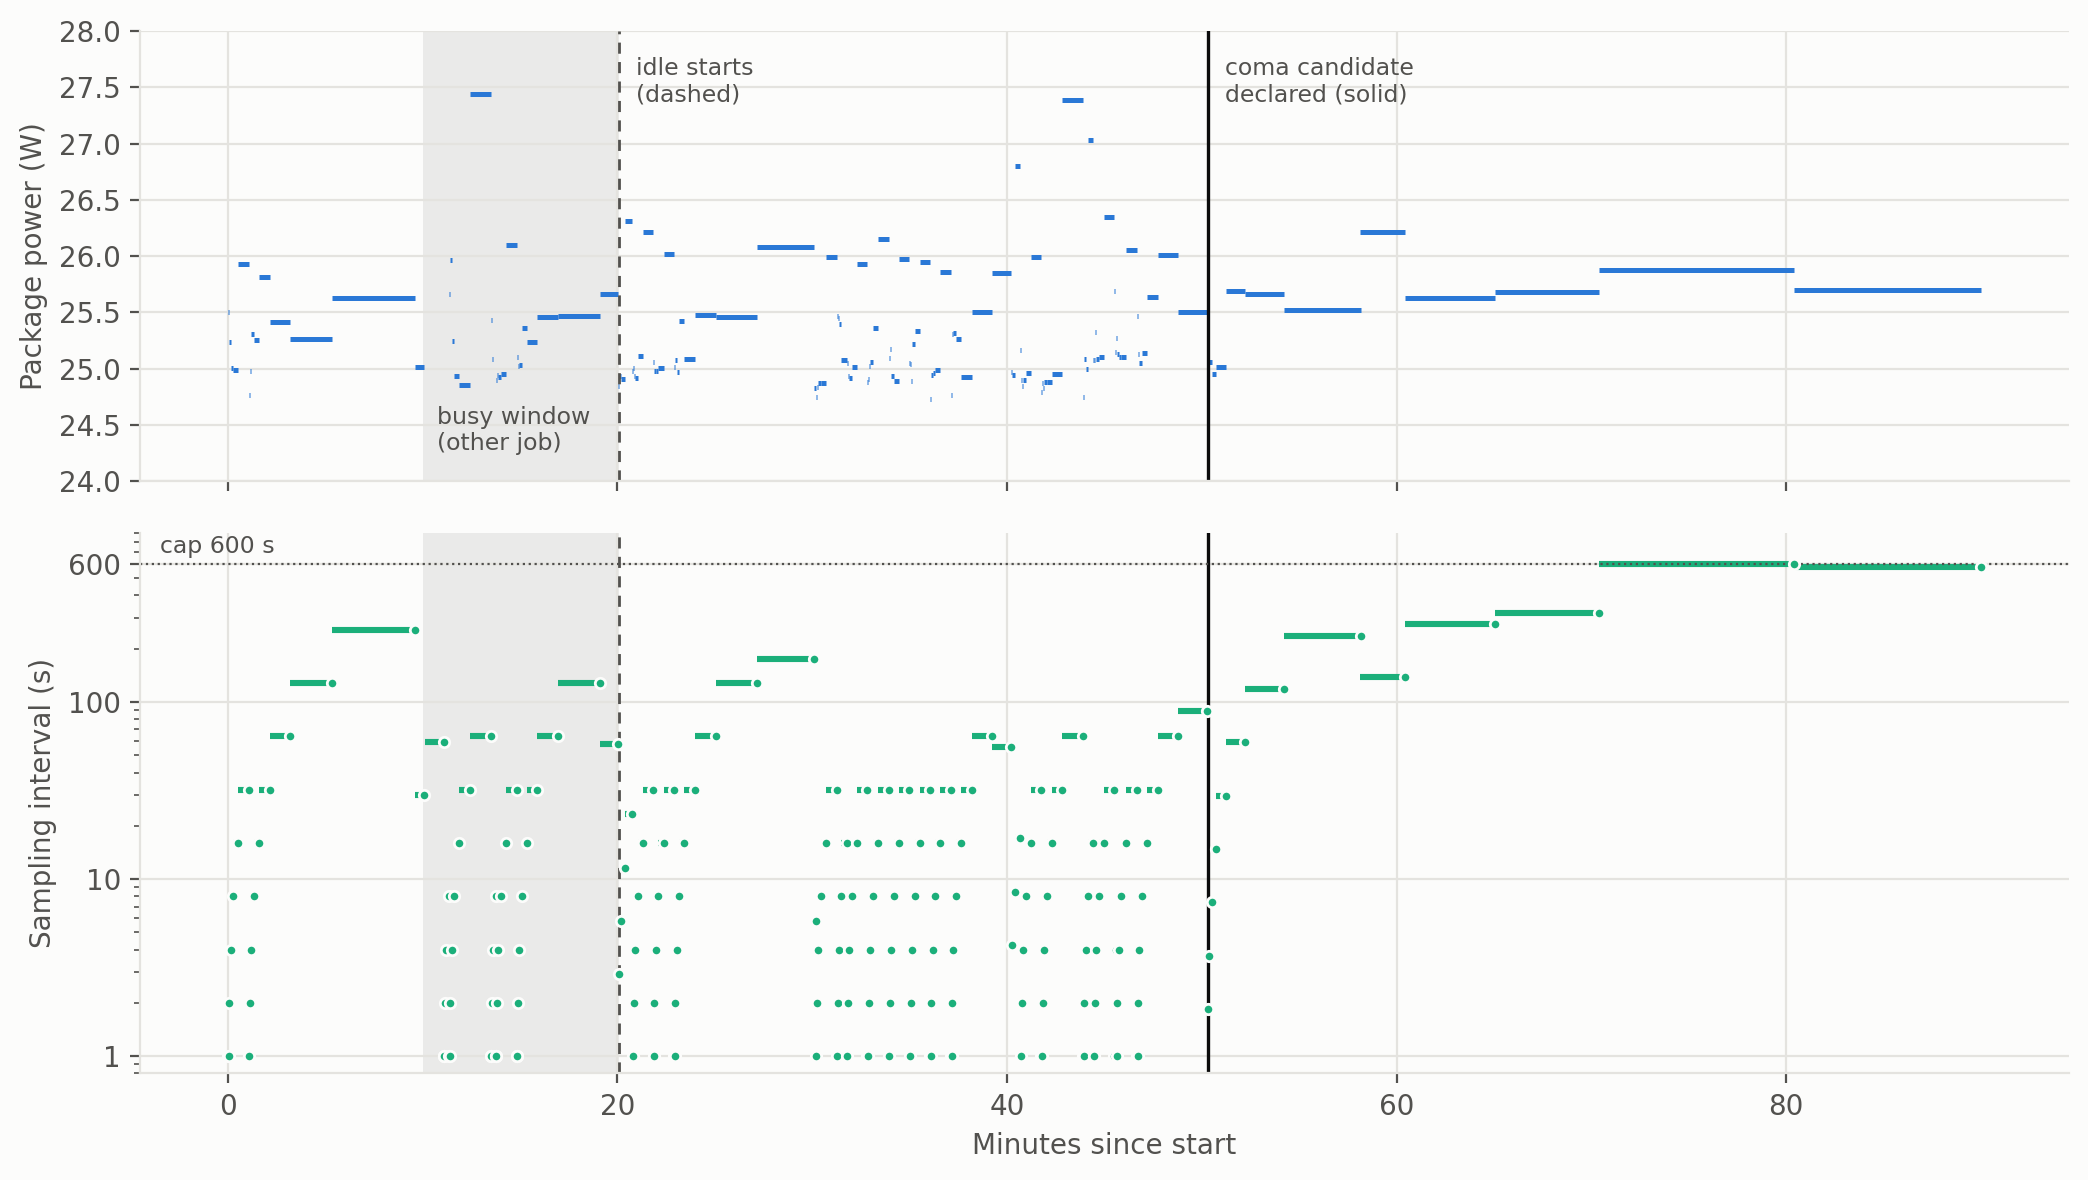 28.0
27.5
27.0
26.5
26.0
25.5
25.0
24.5
24.0
Package power (W)
idle starts
(dashed)
coma candidate
declared (solid)
busy window
(other job)
cap 600 s
600
100
10
1
Sampling interval (s)
0
20
40
60
80
Minutes since start